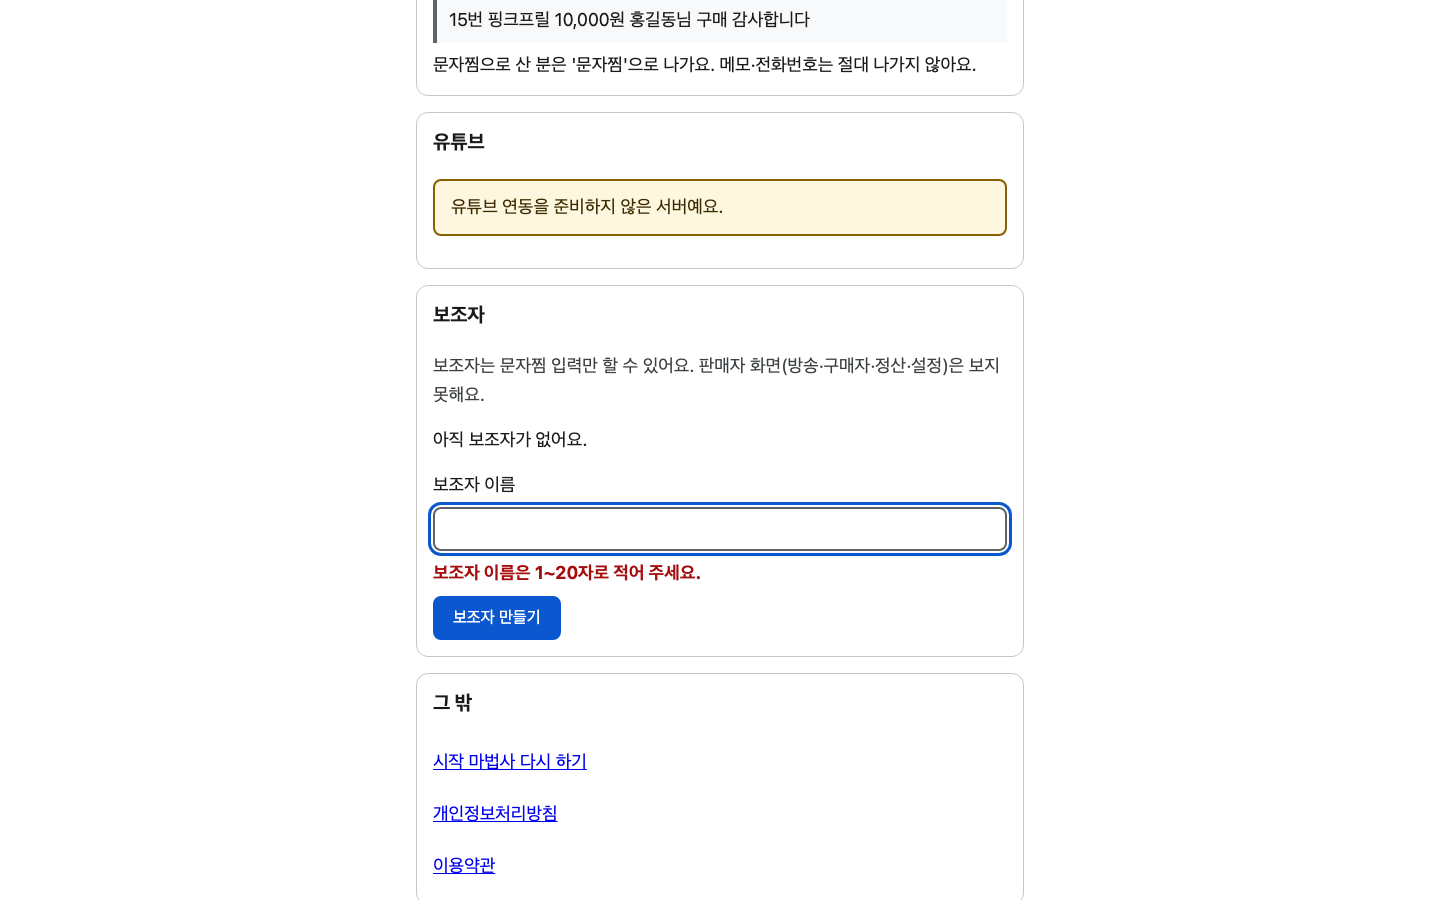 15번 핑크프릴 10,000원 홍길동님 구매 감사합니다
문자찜으로 산 분은 '문자찜'으로 나가요. 메모·전화번호는 절대 나가지 않아요.
유튜브
유튜브 연동을 준비하지 않은 서버예요.
보조자
보조자는 문자찜 입력만 할 수 있어요. 판매자 화면(방송·구매자·정산·설정)은 보지
못해요.
아직 보조자가 없어요.
보조자 이름
보조자 이름은 1~20자로 적어 주세요.
보조자 만들기
그 밖
시작 마법사 다시 하기
개인정보처리방침
이용약관